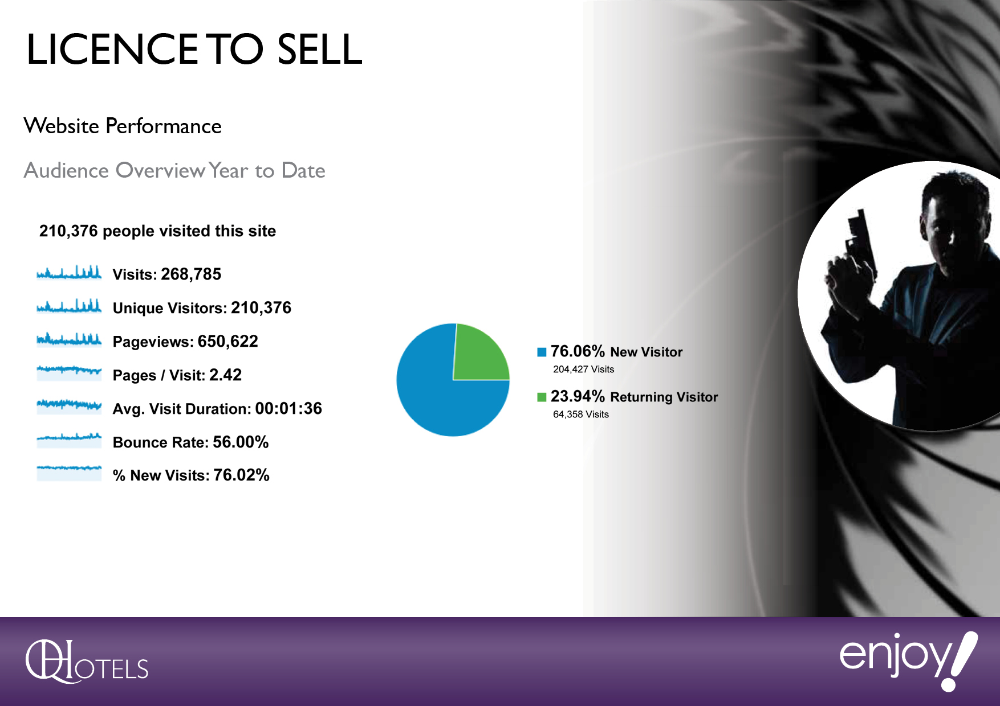 LICENCE TO SELL
Website Performance
Audience Overview Year to Date
210,376 people visited this site
Visits: 268,785
Unique Visitors: 210,376
Pageviews: 650,622
Pages / Visit: 2.42
Avg. Visit Duration: 00:01:36
Bounce Rate: 56.00%
% New Visits: 76.02%
76.06% New Visitor
204,427 Visits
23.94% Returning Visitor
64,358 Visits
QHOTELS
enjoy!